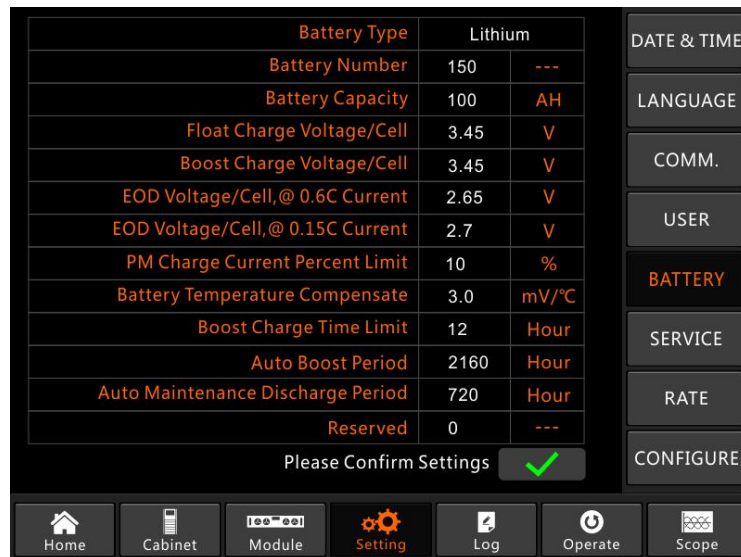 Battery Type Lithium
Battery Number 150 ---
Battery Capacity 100 AH
Float Charge Voltage/Cell 3.45 V
Boost Charge Voltage/Cell 3.45 V
EOD Voltage/Cell,@ 0.6C Current 2.65 V
EOD Voltage/Cell,@ 0.15C Current 2.7 V
PM Charge Current Percent Limit 10 %
Battery Temperature Compensate 3.0 mV/℃
Boost Charge Time Limit 12 Hour
Auto Boost Period 2160 Hour
Auto Maintenance Discharge Period 720 Hour
Reserved 0 ---
Please Confirm Settings
DATE & TIME
LANGUAGE
COMM.
USER
BATTERY
SERVICE
RATE
CONFIGURE
Home Cabinet Module Setting Log Operate Scope